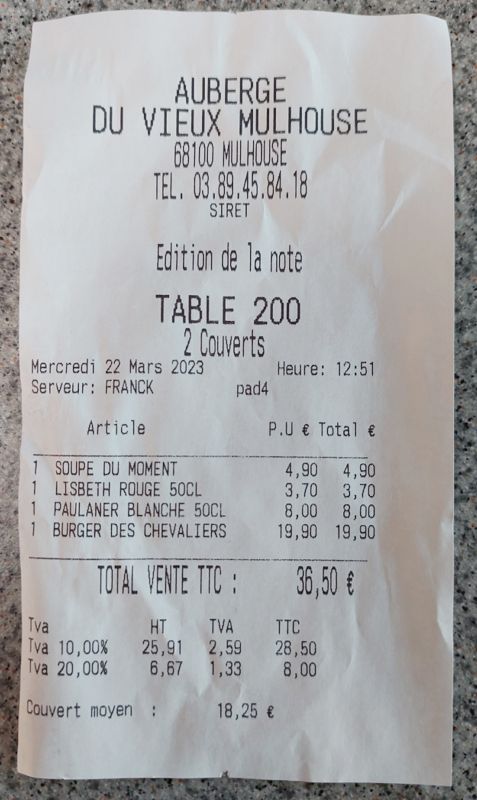 AUBERGE
DU VIEUX MULHOUSE
68100 MULHOUSE
TEL. 03.89.45.84.18
SIRET
Edition de la note
TABLE 200
2 Couverts
Mercredi 22 Mars 2023 Heure: 12:51
Serveur: FRANCK pad4
Article P.U € Total €
1 SOUPE DU MOMENT 4,90 4,90
1 LISBETH ROUGE 50CL 3,70 3,70
1 PAULANER BLANCHE 50CL 8,00 8,00
1 BURGER DES CHEVALIERS 19,90 19,90
TOTAL VENTE TTC : 36,50 €
Tva HT TVA TTC
Tva 10,00% 25,91 2,59 28,50
Tva 20,00% 6,67 1,33 8,00
Couvert moyen : 18,25 €